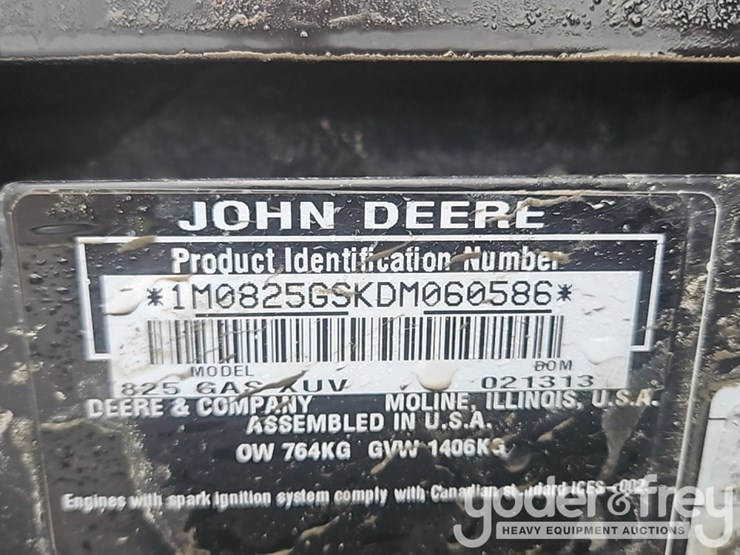 JOHN DEERE
Product Identification Number
*1M0825GSKDM060586*
MODEL DOM
825 GAS XUV 021313
DEERE & COMPANY MOLINE, ILLINOIS, U.S.A.
ASSEMBLED IN U.S.A.
OW 764KG GVW 1406KG
Engines with spark ignition system comply with Canadian standard ICES-002
yoder&frey
HEAVY EQUIPMENT AUCTIONS